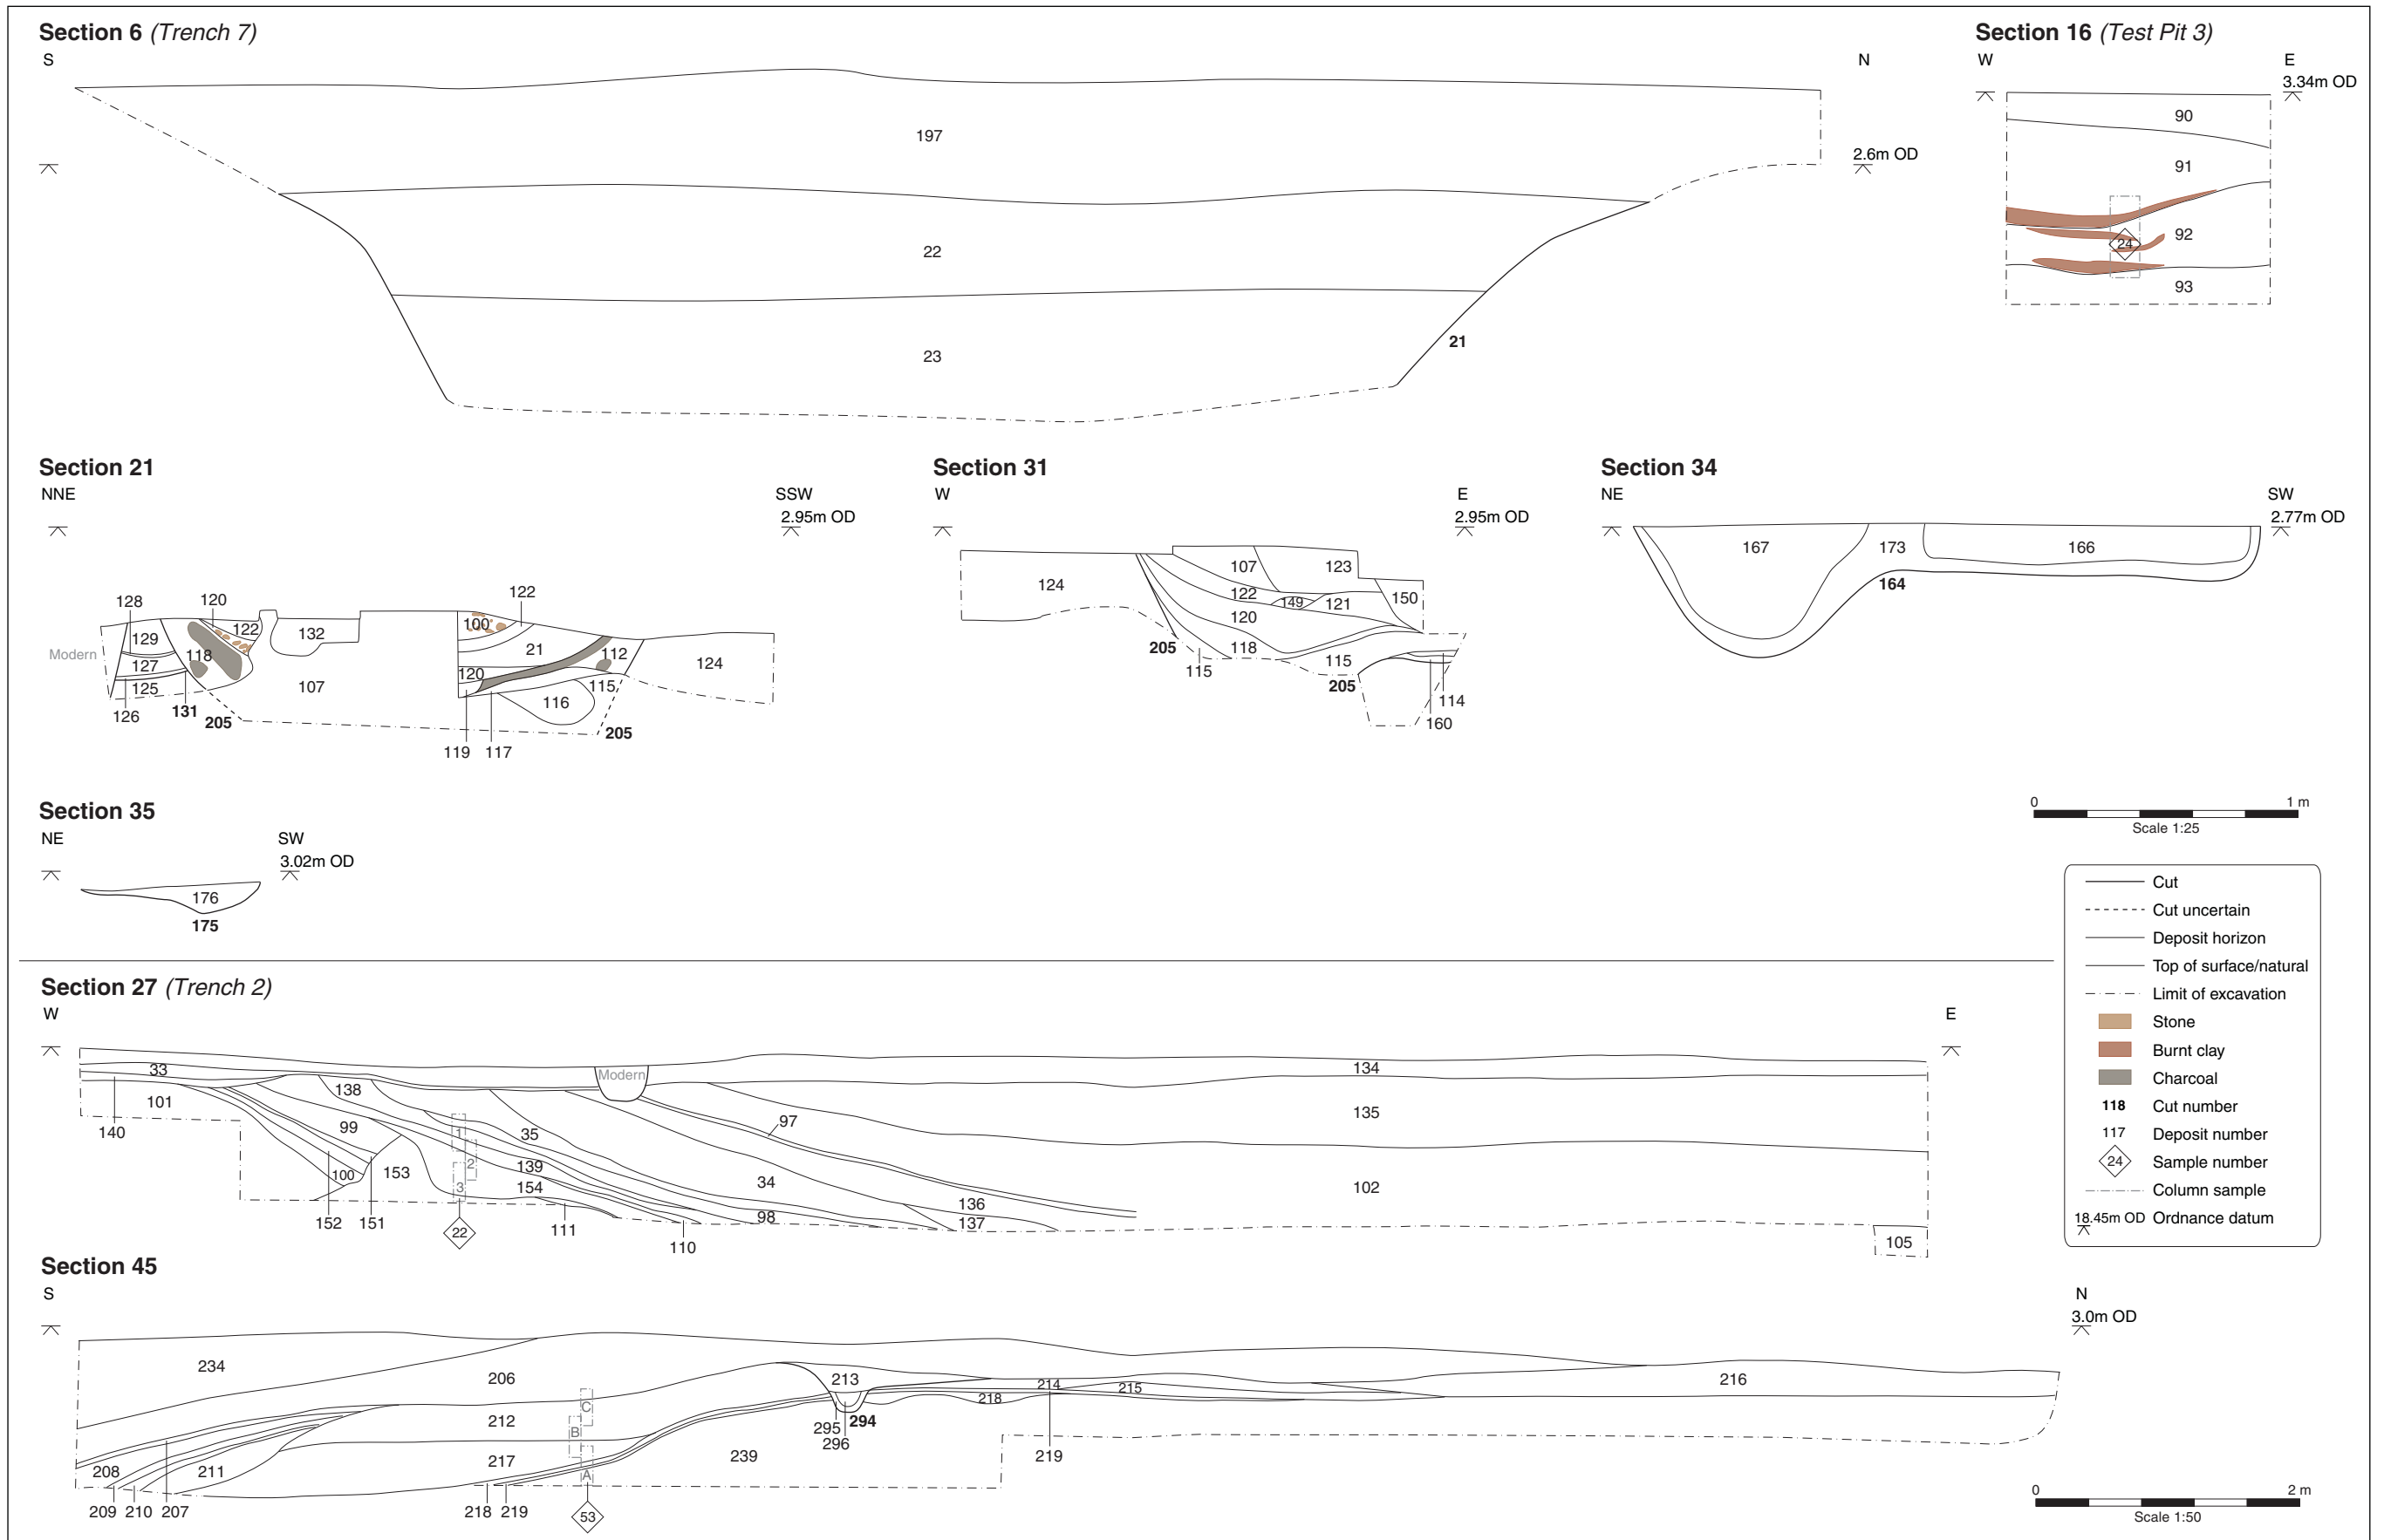 Section 6 (Trench 7)
S
N
2.6m OD
197
22
23
21
Section 16 (Test Pit 3)
W
E
3.34m OD
90
91
92
24
93
Section 21
NNE
SSW
2.95m OD
Modern
128
120
129
122
132
118
127
125
126
131
205
107
122
100
21
112
120
115
116
124
119
117
205
Section 31
W
E
2.95m OD
124
107
123
122
149
121
150
120
118
115
205
115
205
114
160
Section 34
NE
SW
2.77m OD
167
173
166
164
Section 35
NE
SW
3.02m OD
176
175
0
1 m
Scale 1:25
Cut
Cut uncertain
Deposit horizon
Top of surface/natural
Limit of excavation
Stone
Burnt clay
Charcoal
118 Cut number
117 Deposit number
24 Sample number
Column sample
18.45m OD Ordnance datum
Section 27 (Trench 2)
W
E
33
Modern
134
138
101
140
99
1
35
97
135
2
139
100
153
3
154
34
102
136
98
137
152
151
22
111
110
105
Section 45
S
N
3.0m OD
234
206
213
214
215
216
C
218
212
B
295
294
296
217
239
219
208
211
A
209
210
207
218
219
53
0
2 m
Scale 1:50